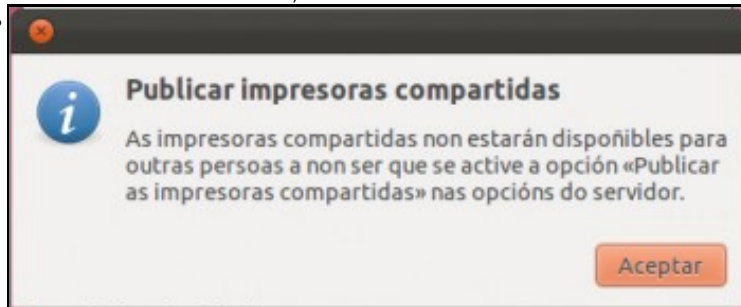 Publicar impresoras compartidas
As impresoras compartidas non estarán dispoñibles para
outras persoas a non ser que se active a opción «Publicar
as impresoras compartidas» nas opcións do servidor.
Aceptar